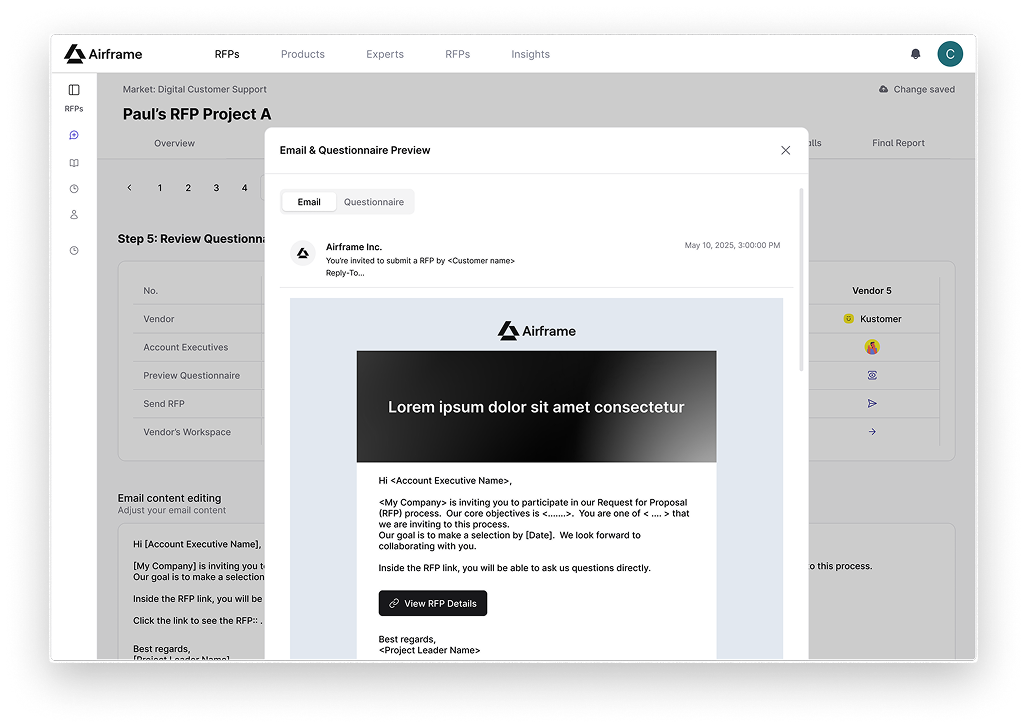 Airframe
RFPs
Products
Experts
RFPs
Insights
C
RFPs
Market: Digital Customer Support
Change saved
Paul's RFP Project A
Overview
alls
Final Report
1 2 3 4
Step 5: Review Questionna
No.
Vendor 5
Vendor
Kustomer
Account Executives
Preview Questionnaire
Send RFP
Vendor's Workspace
Email content editing
Adjust your email content
Hi [Account Executive Name],
[My Company] is inviting you to
o this process.
Our goal is to make a selection
Inside the RFP link, you will be
Click the link to see the RFP:: .
Best regards,
[Project Leader Name]
Email & Questionnaire Preview
Email
Questionnaire
Airframe Inc.
May 10, 2025, 3:00:00 PM
You're invited to submit a RFP by <Customer name>
Reply-To...
Airframe
Lorem ipsum dolor sit amet consectetur
Hi <Account Executive Name>,
<My Company> is inviting you to participate in our Request for Proposal
(RFP) process. Our core objectives is <.......>. You are one of < .... > that
we are inviting to this process.
Our goal is to make a selection by [Date]. We look forward to
collaborating with you.
Inside the RFP link, you will be able to ask us questions directly.
View RFP Details
Best regards,
<Project Leader Name>